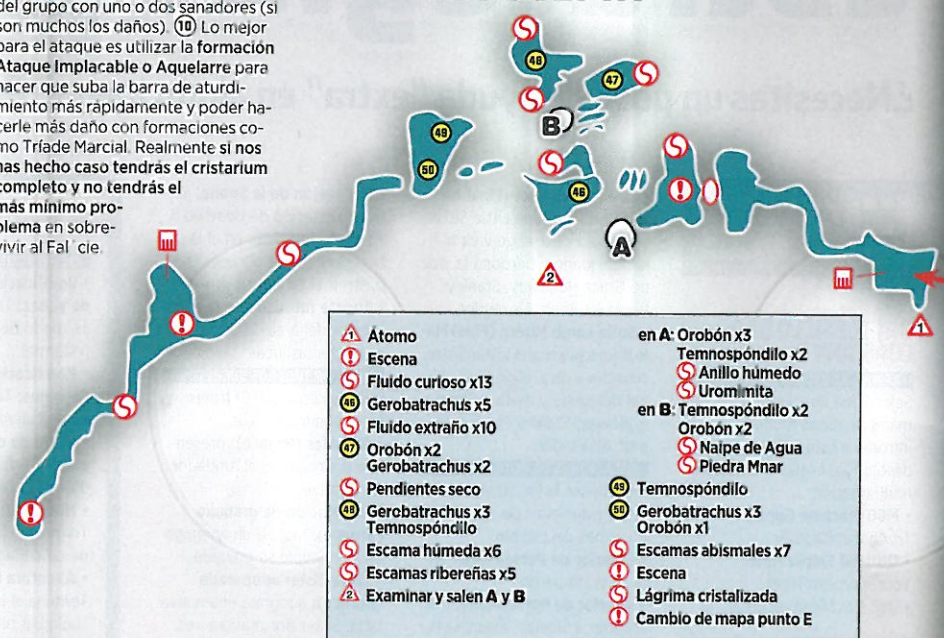 del grupo con uno o dos sanadores (si
son muchos los daños). 10 Lo mejor
para el ataque es utilizar la formación
Ataque Implacable o Aquelarre para
hacer que suba la barra de aturdi-
miento más rápidamente y poder ha-
cerle más daño con formaciones co-
mo Tríade Marcial. Realmente si nos
has hecho caso tendrás el cristarium
completo y no tendrás el
más mínimo pro-
blema en sobre-
vivir al Fal'cie.
48
47
B
49
50
46
A
2
1
1 Átomo
! Escena
S Fluido curioso x13
46 Gerobatrachus x5
S Fluido extraño x10
47 Orobón x2
Gerobatrachus x2
S Pendientes seco
48 Gerobatrachus x3
Temnospóndilo
S Escama húmeda x6
S Escamas ribereñas x5
2 Examinar y salen A y B
en A: Orobón x3
Temnospóndilo x2
S Anillo húmedo
S Uromimita
en B: Temnospóndilo x2
Orobón x2
S Naipe de Agua
S Piedra Mnar
49 Temnospóndilo
50 Gerobatrachus x3
Orobón x1
S Escamas abismales x7
! Escena
S Lágrima cristalizada
! Cambio de mapa punto E